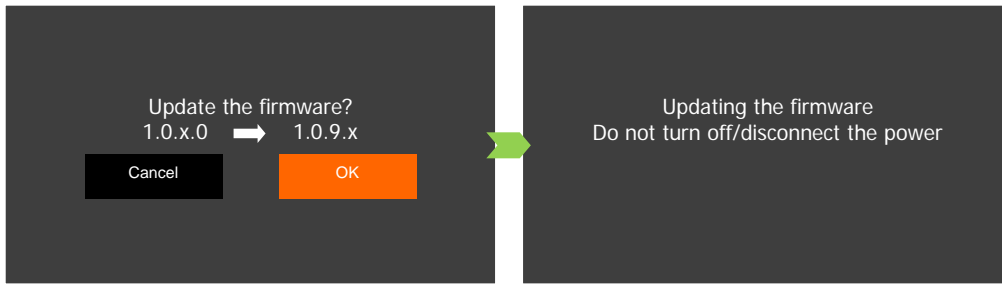 Update the firmware?
1.0.x.0 1.0.9.x
Cancel OK
Updating the firmware
Do not turn off/disconnect the power